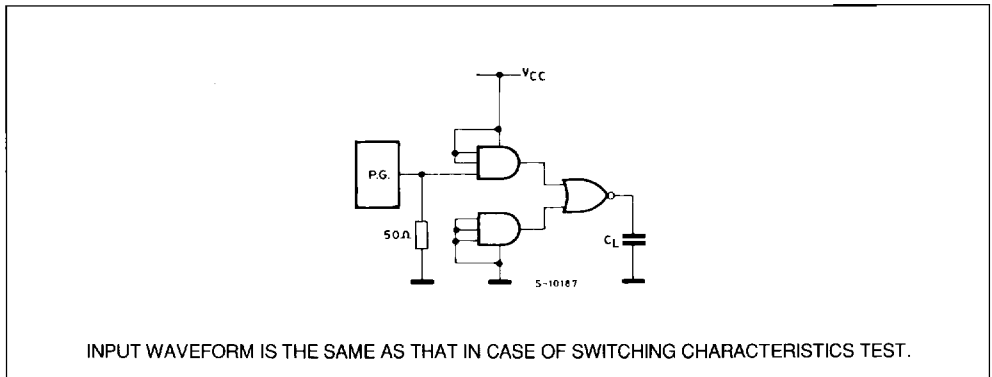 VCC
P.G.
50Ω
CL
S-10187
INPUT WAVEFORM IS THE SAME AS THAT IN CASE OF SWITCHING CHARACTERISTICS TEST.